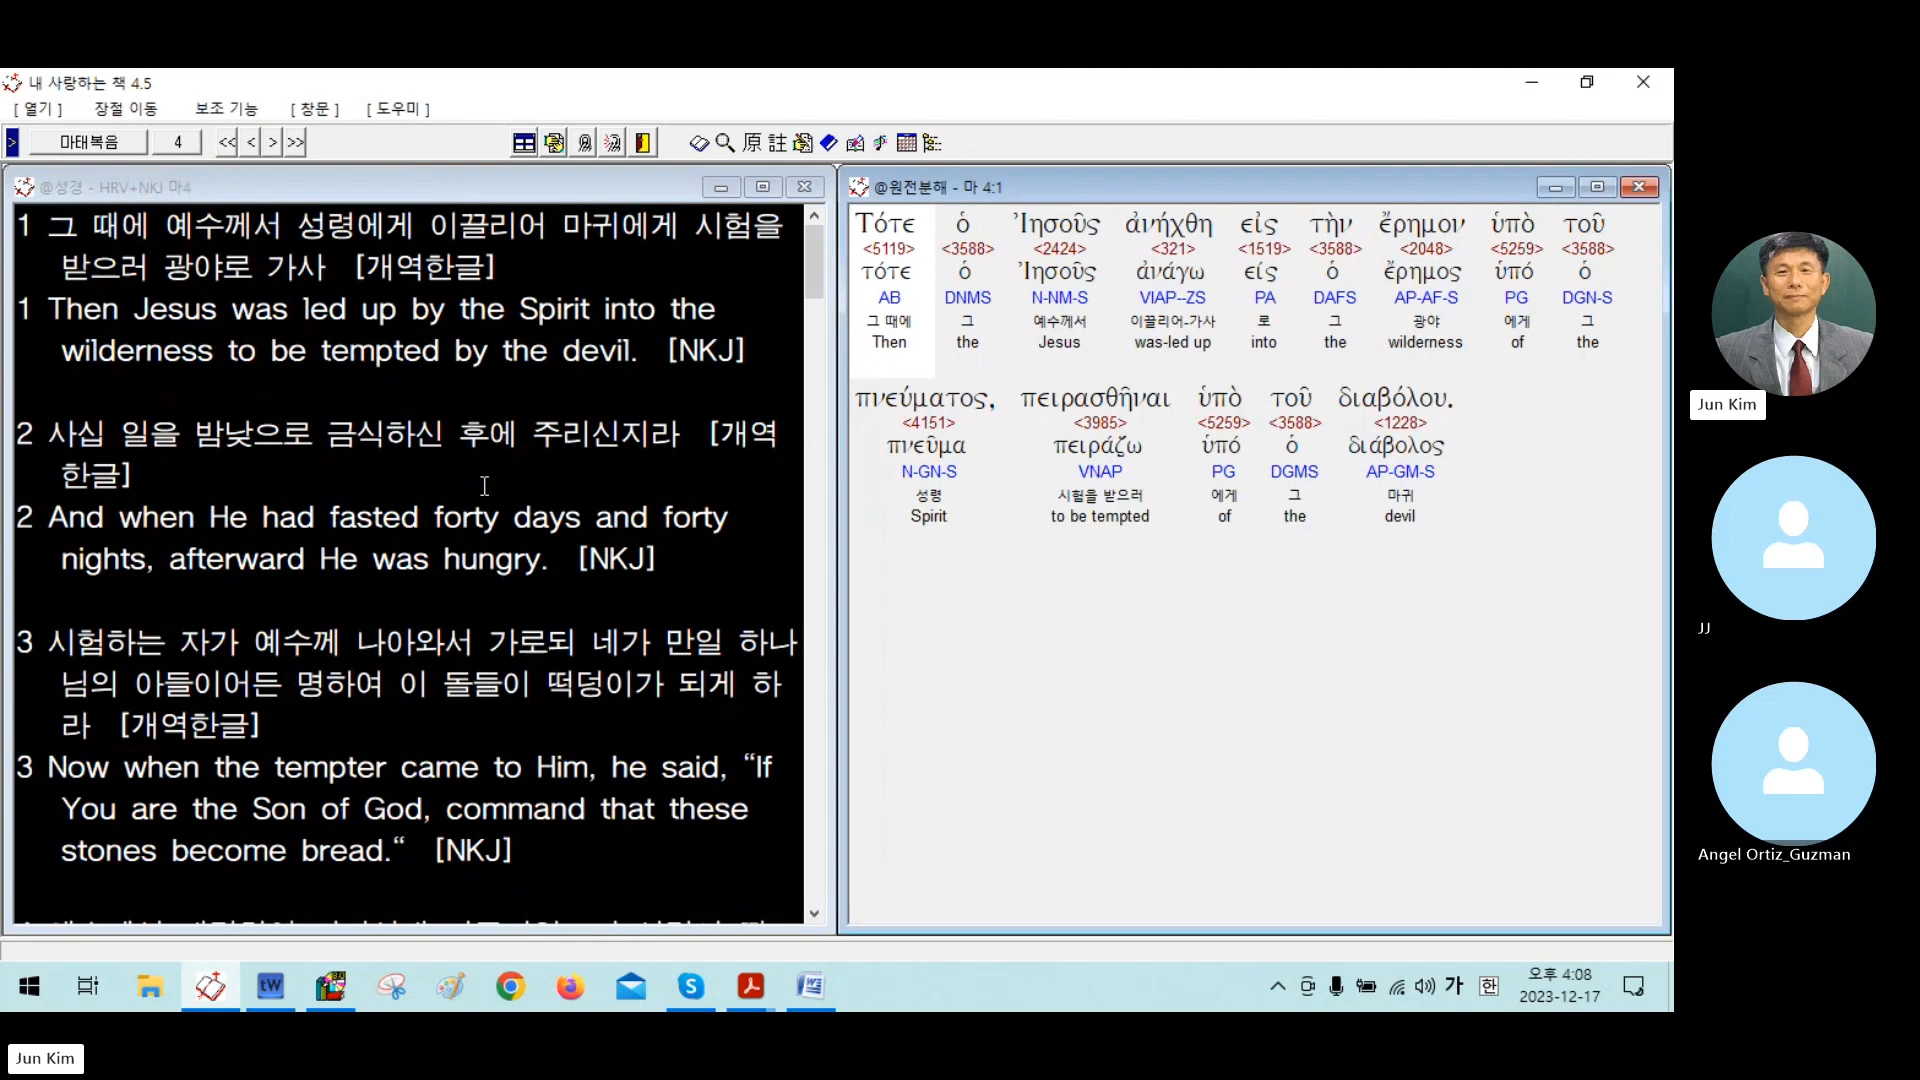 내 사랑하는 책 4.5
[ 열기 ] 장절 이동 보조 기능 [ 창문 ] [ 도우미 ]
> 마태복음 4 << < > >> 原 註
@성경 - HRV+NKJ 마4
1 그 때에 예수께서 성령에게 이끌리어 마귀에게 시험을
받으러 광야로 가사 [개역한글]
1 Then Jesus was led up by the Spirit into the
wilderness to be tempted by the devil. [NKJ]
2 사십 일을 밤낮으로 금식하신 후에 주리신지라 [개역
한글]
2 And when He had fasted forty days and forty
nights, afterward He was hungry. [NKJ]
3 시험하는 자가 예수께 나아와서 가로되 네가 만일 하나
님의 아들이어든 명하여 이 돌들이 떡덩이가 되게 하
라 [개역한글]
3 Now when the tempter came to Him, he said, “If
You are the Son of God, command that these
stones become bread.“ [NKJ]
@원전분해 - 마 4:1
Τότε ὁ Ἰησοῦς ἀνήχθη εἰς τὴν ἔρημον ὑπὸ τοῦ
<5119> <3588> <2424> <321> <1519> <3588> <2048> <5259> <3588>
τότε ὁ Ἰησοῦς ἀνάγω εἰς ὁ ἔρημος ὑπό ὁ
AB DNMS N-NM-S VIAP--ZS PA DAFS AP-AF-S PG DGN-S
그 때에 그 예수께서 이끌리어-가사 로 그 광야 에게 그
Then the Jesus was-led up into the wilderness of the
πνεύματος, πειρασθῆναι ὑπὸ τοῦ διαβόλου.
<4151> <3985> <5259> <3588> <1228>
πνεῦμα πειράζω ὑπό ὁ διάβολος
N-GN-S VNAP PG DGMS AP-GM-S
성령 시험을 받으러 에게 그 마귀
Spirit to be tempted of the devil
Jun Kim
JJ
Angel Ortiz_Guzman
tW S W 가 한
오후 4:08
2023-12-17
Jun Kim